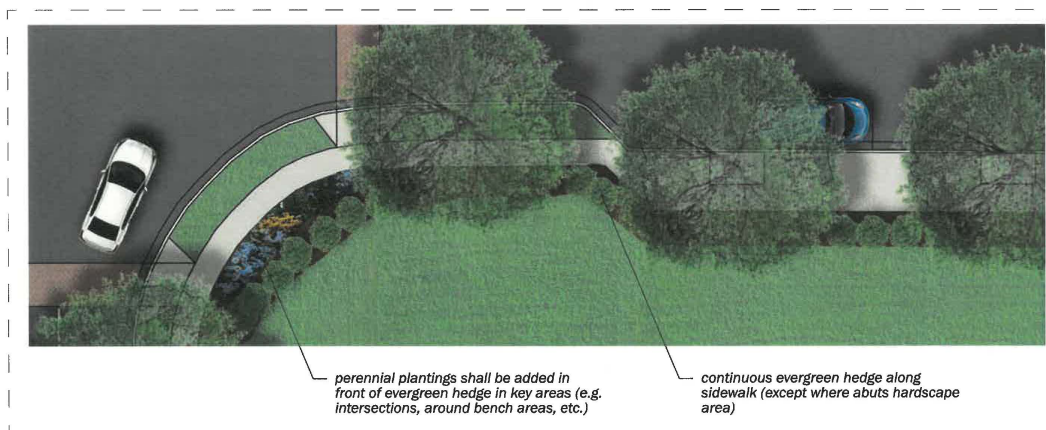 perennial plantings shall be added in
front of evergreen hedge in key areas (e.g.
intersections, around bench areas, etc.)
continuous evergreen hedge along
sidewalk (except where abuts hardscape
area)